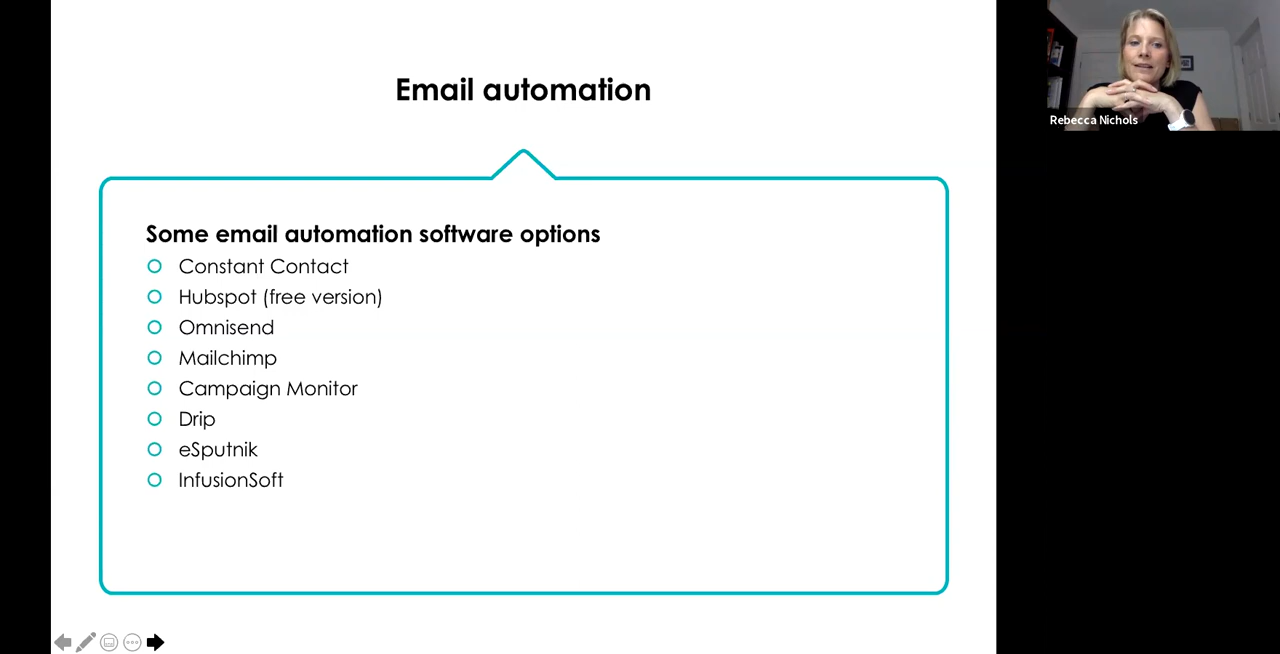 Email automation
Some email automation software options
Constant Contact
Hubspot (free version)
Omnisend
Mailchimp
Campaign Monitor
Drip
eSputnik
InfusionSoft
Rebecca Nichols